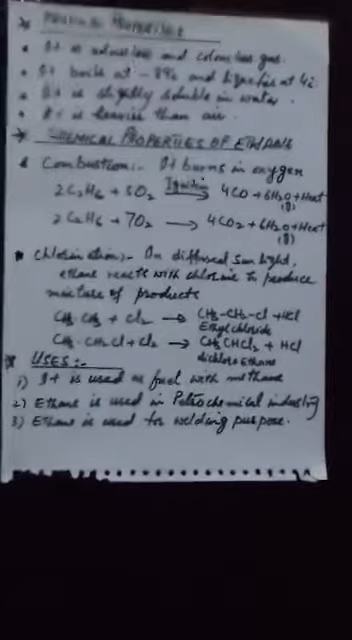 PHYSICAL PROPERTIES
It is odourless and colourless gas.
It boils at -89c and liquefies at 4c
It is slightly soluble in water.
It is heavier than air.
CHEMICAL PROPERTIES OF ETHANE
Combustion:- It burns in oxygen
2C2H6 + 5O2 Ignition → 4CO + 6H2O + Heat
(g)
2C2H6 + 7O2 → 4CO2 + 6H2O + Heat
(g)
Chlorination:- On diffused sun light,
ethane reacts with chlorine to produce
mixture of products
CH3-CH3 + Cl2 → CH3-CH2-Cl + HCl
Ethyl chloride
CH3-CH2Cl + Cl2 → CH3CHCl2 + HCl
dichloro Ethane
USES:-
1) It is used as fuel with methane
2) Ethane is used in Petrochemical industry
3) Ethane is used for welding purpose.